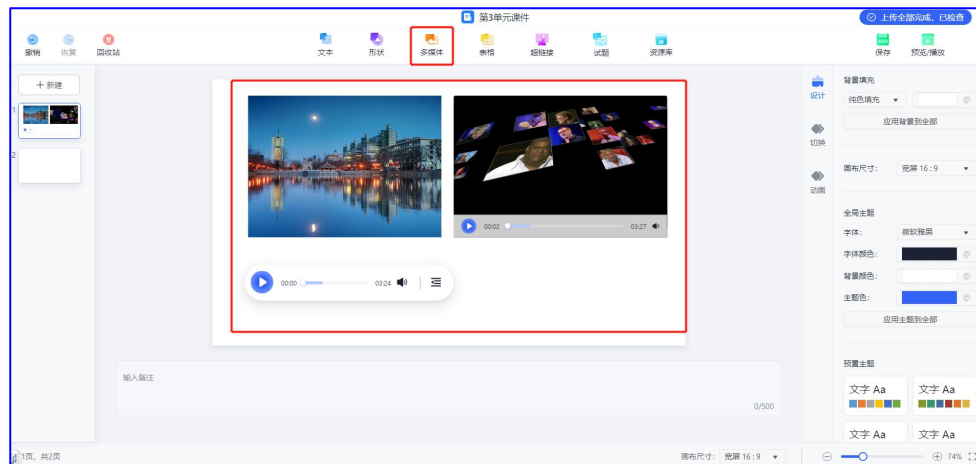 第3单元课件
上传全部完成，已检查
撤销 恢复 回收站 文本 形状 多媒体 表格 超链接 试题 资源库 保存 预览/播放
＋新建
1
2
00:02 03:27
00:00 03:24
输入备注
0/500
设计
切换
动画
背景填充
纯色填充
应用背景到全部
画布尺寸： 宽屏 16 : 9
全局主题
字体： 微软雅黑
字体颜色：
背景颜色：
主题色：
应用主题到全部
预置主题
文字 Aa 文字 Aa
文字 Aa 文字 Aa
1页，共2页 画布尺寸： 宽屏 16 : 9 74%